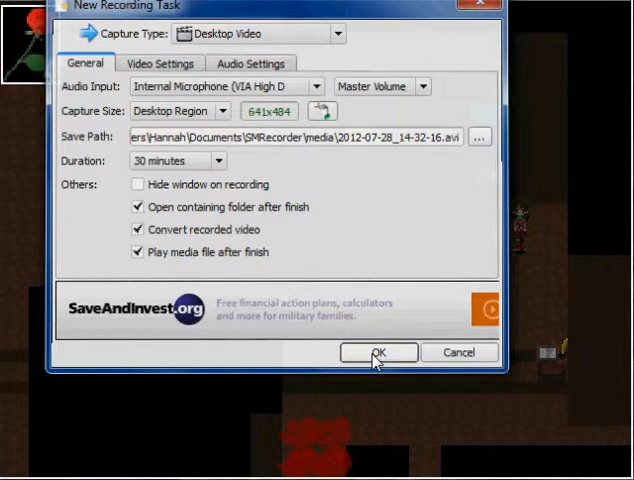 New Recording Task
Capture Type: Desktop Video
General Video Settings Audio Settings
Audio Input: Internal Microphone (VIA High D Master Volume
Capture Size: Desktop Region 641x484
Save Path: ers\Hannah\Documents\SMRecorder\media\2012-07-28_14-32-16.avi ...
Duration: 30 minutes
Others: Hide window on recording
Open containing folder after finish
Convert recorded video
Play media file after finish
SaveAndInvest.org Free financial action plans, calculators
and more for military families.
OK Cancel